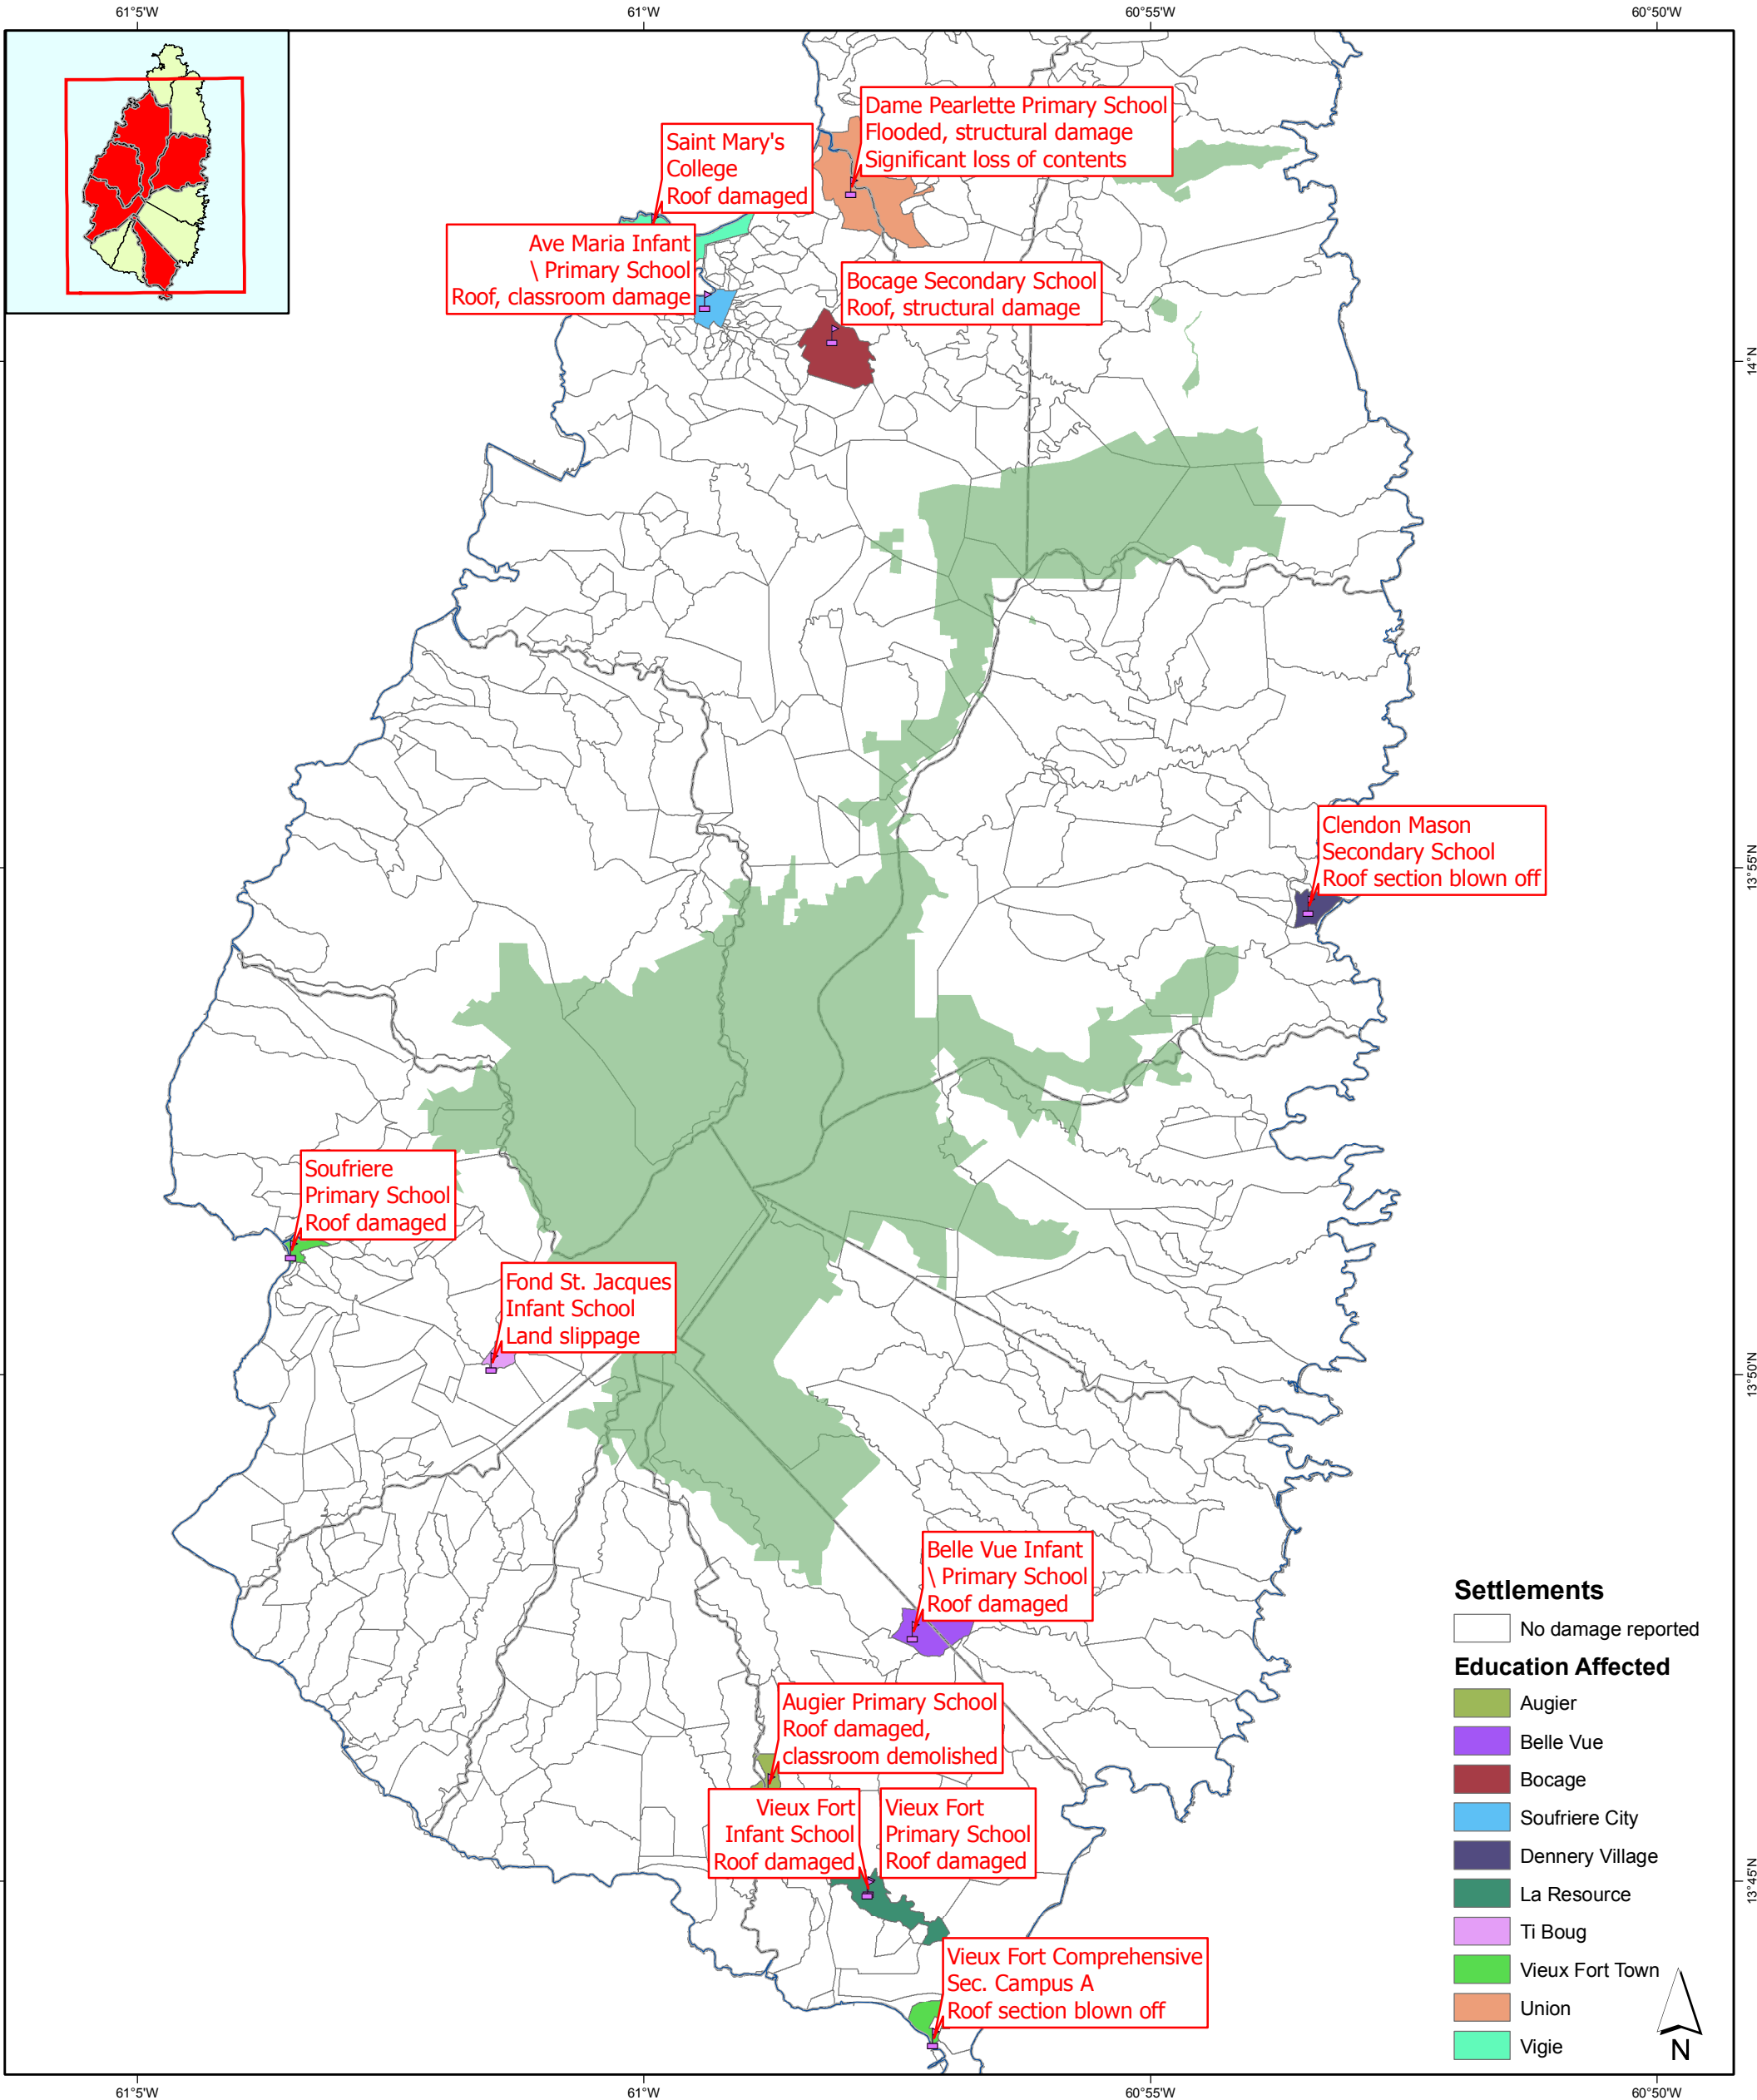 61°5'W
61°W
60°55'W
60°50'W
Dame Pearlette Primary School
Flooded, structural damage
Significant loss of contents
Saint Mary's
College
Roof damaged
Ave Maria Infant
\ Primary School
Roof, classroom damage
Bocage Secondary School
Roof, structural damage
14°N
Clendon Mason
Secondary School
Roof section blown off
13°55'N
Soufriere
Primary School
Roof damaged
Fond St. Jacques
Infant School
Land slippage
13°50'N
Belle Vue Infant
\ Primary School
Roof damaged
Augier Primary School
Roof damaged,
classroom demolished
Vieux Fort
Infant School
Roof damaged
Vieux Fort
Primary School
Roof damaged
13°45'N
Vieux Fort Comprehensive
Sec. Campus A
Roof section blown off
Settlements
No damage reported
Education Affected
Augier
Belle Vue
Bocage
Soufriere City
Dennery Village
La Resource
Ti Boug
Vieux Fort Town
Union
Vigie
N
61°5'W
61°W
60°55'W
60°50'W